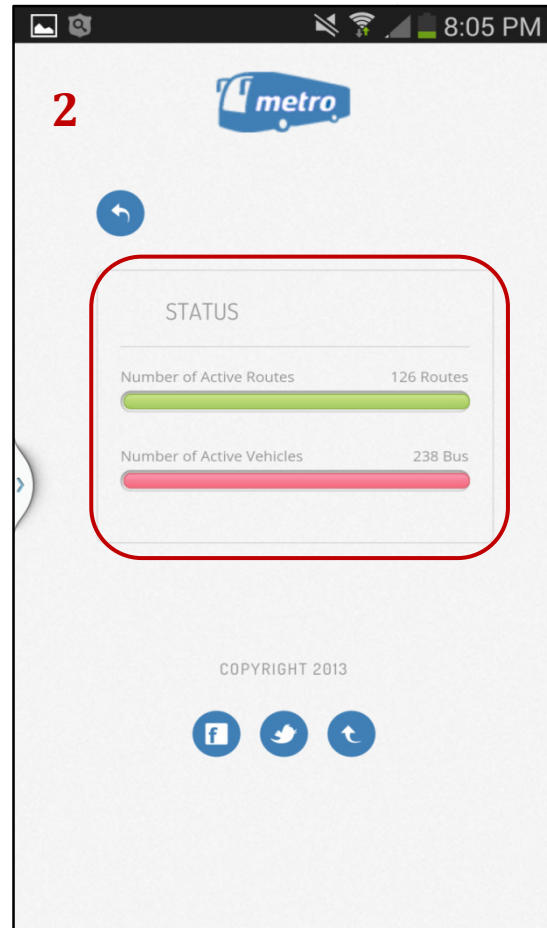 8:05 PM
2
metro
STATUS
Number of Active Routes 126 Routes
Number of Active Vehicles 238 Bus
COPYRIGHT 2013
f